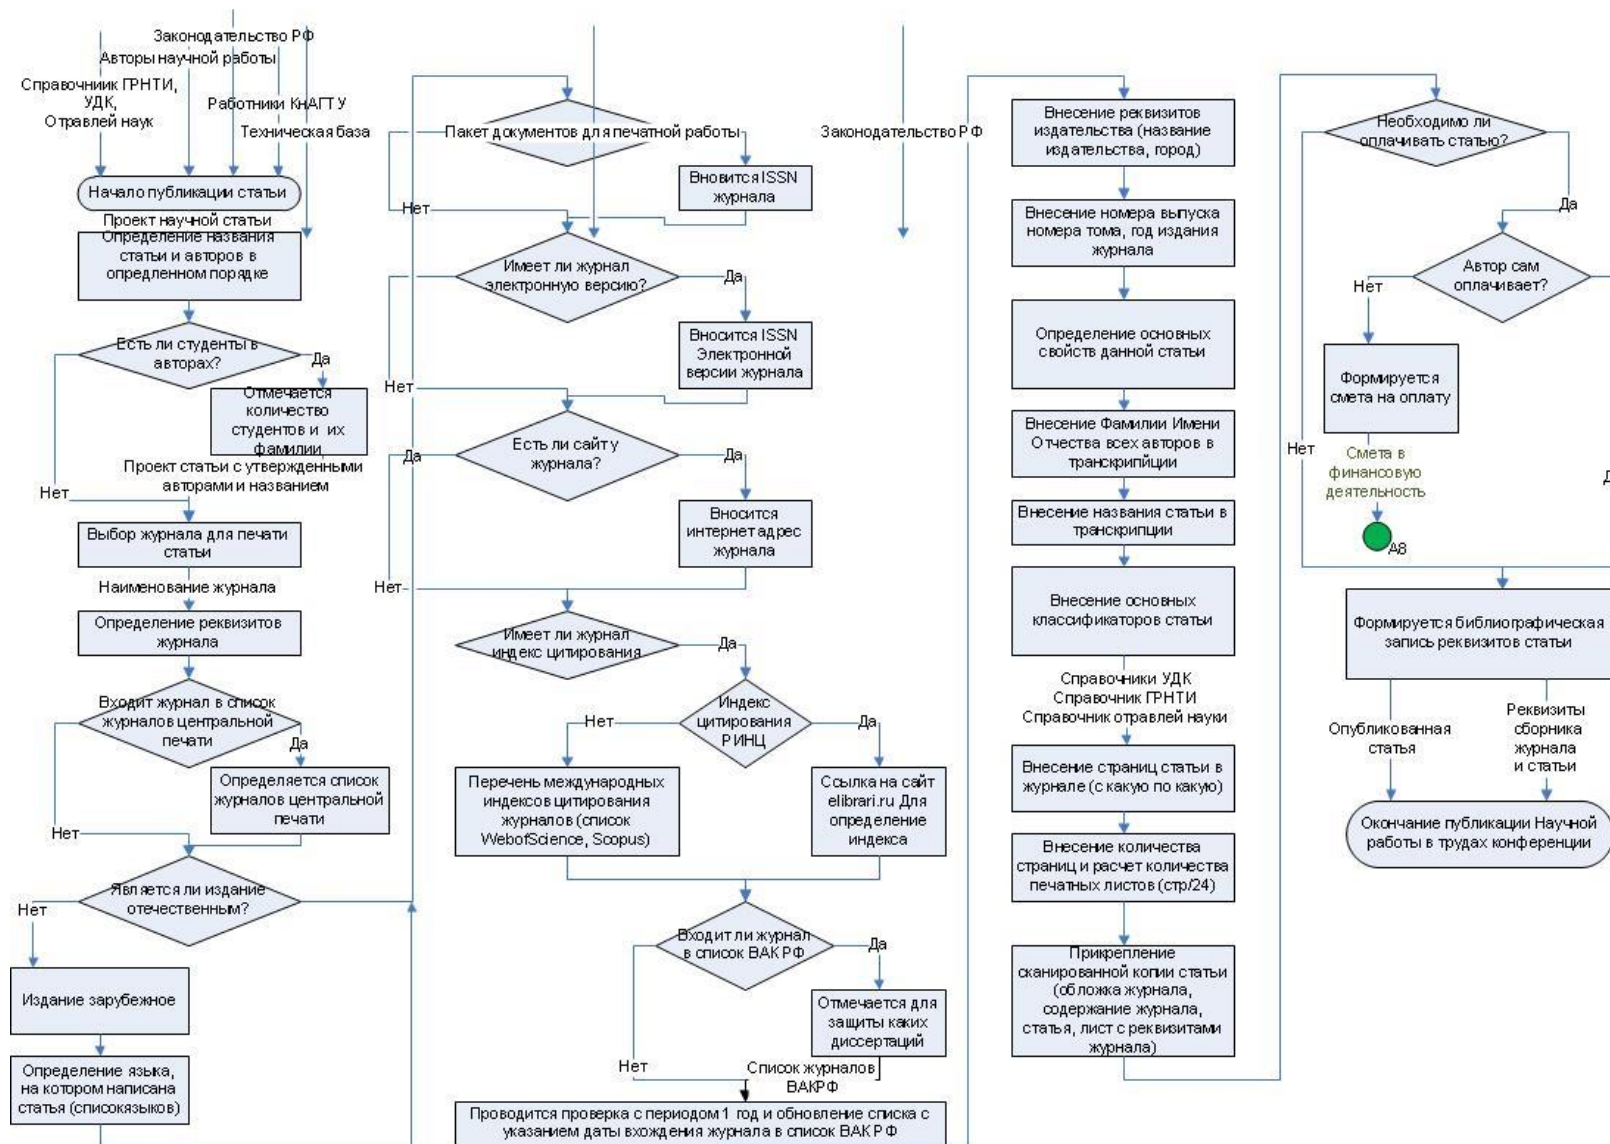 Законодательство РФ
Авторы научной работы
Справочниик ГРНТИ,
УДК,
Отравлей наук
Работники КнАГТУ
Техническая база
Начало публикации статьи
Проект научной статьи
Определение названия
статьи и авторов в
опредленном порядке
Есть ли студенты в
авторах?
Да
Отмечается
количество
студентов и их
фамилии
Проект статьи с утвержденными
авторами и названием
Нет
Выбор журнала для печати
статьи
Наименование журнала
Определение реквизитов
журнала
Входит журнал в список
журналов центральной
печати
Да
Определяется список
журналов центральной
печати
Нет
Является ли издание
отечественным?
Нет
Издание зарубежное
Определение языка,
на котором написана
статья (списокязыков)
Пакет документов для печатной работы
Вновится ISSN
журнала
Нет
Имеет ли журнал
электронную версию?
Да
Вносится ISSN
Электронной
версии журнала
Нет
Есть ли сайт у
журнала?
Да
Да
Вносится
интернет адрес
журнала
Нет
Имеет ли журнал
индекс цитирования
Да
Индекс
цитирования
РИНЦ
Нет
Да
Перечень международных
индексов цитирования
журналов (список
WebofScience, Scopus)
Ссылка на сайт
elibrari.ru Для
определение
индекса
Входит ли журнал
в список ВАК РФ
Да
Отмечается для
защиты каких
диссертаций
Нет
Список журналов
ВАКРФ
Проводится проверка с периодом 1 год и обновление списка с
указанием даты вхождения журнала в список ВАК РФ
Законодательство РФ
Внесение реквизитов
издательства (название
издательства, город)
Внесение номера выпуска
номера тома, год издания
журнала
Определение основных
свойств данной статьи
Внесение Фамилии Имени
Отчества всех авторов в
транскрипйции
Внесение названия статьи в
транскрипции
Внесение основных
классификаторов статьи
Справочники УДК
Справочник ГРНТИ
Справочник отравлей науки
Внесение страниц статьи в
журнале (с какую по какую)
Внесение количества
страниц и расчет количества
печатных листов (стр/24)
Прикрепление
сканированной копии статьи
(обложка журнала,
содержание журнала,
статья, лист с реквизитами
журнала)
Необходимо ли
оплачивать статью?
Да
Автор сам
оплачивает?
Нет
Формируется
смета на оплату
Нет
Смета в
финансовую
деятельность
Д
А8
Формируется библиографическая
запись реквизитов статьи
Опубликованная
статья
Реквизиты
сборника
журнала
и статьи
Окончание публикации Научной
работы в трудах конференции